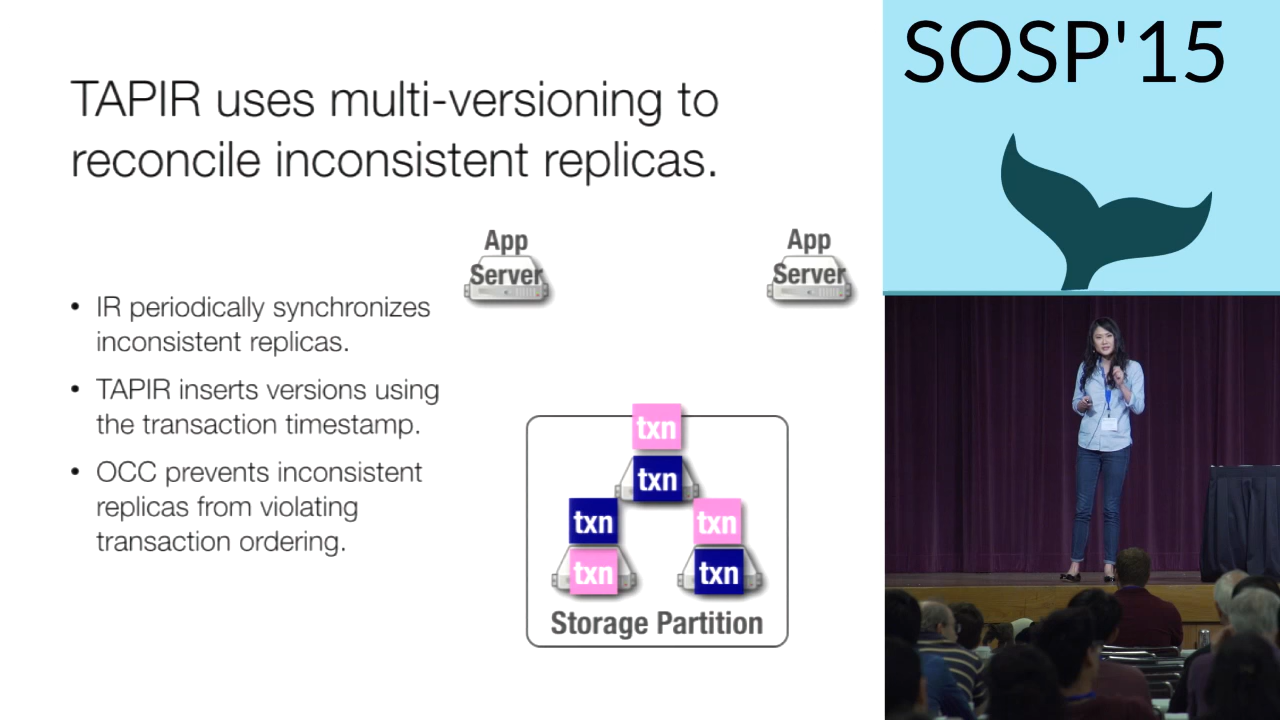 TAPIR uses multi-versioning to
reconcile inconsistent replicas.
• IR periodically synchronizes
inconsistent replicas.
• TAPIR inserts versions using
the transaction timestamp.
• OCC prevents inconsistent
replicas from violating
transaction ordering.
App
Server
App
Server
txn
txn
txn
txn
txn
txn
Storage Partition
SOSP'15